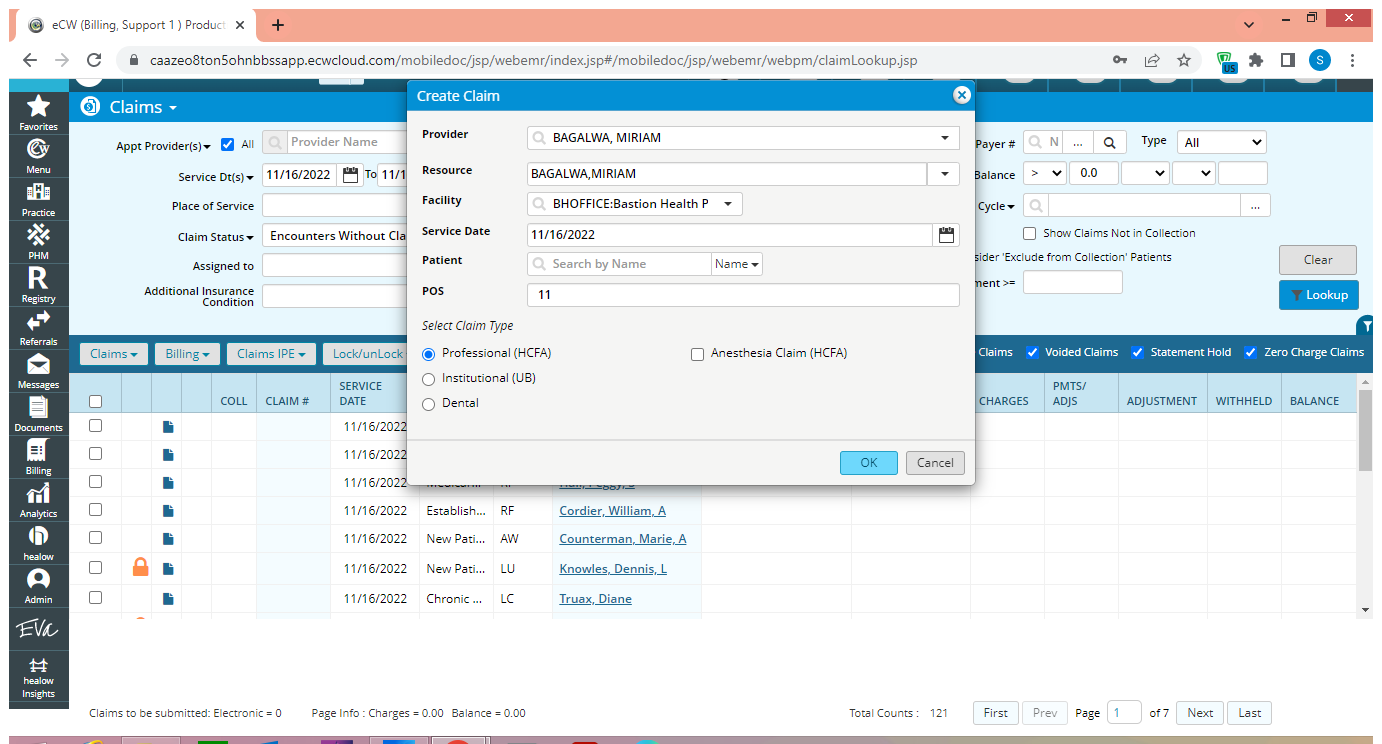 eCW (Billing, Support 1 ) Product
caazeo8ton5ohnbbssapp.ecwcloud.com/mobiledoc/jsp/webemr/index.jsp#/mobiledoc/jsp/webemr/webpm/claimLookup.jsp
US
S
Favorites
Menu
Practice
PHM
R
Registry
Referrals
Messages
Documents
Billing
Analytics
healow
Admin
EVA
healow
Insights
Claims
Appt Provider(s) All Provider Name
Service Dt(s) 11/16/2022 To 11/1
Place of Service
Claim Status Encounters Without Cla
Assigned to
Additional Insurance
Condition
Create Claim
Provider BAGALWA, MIRIAM
Resource BAGALWA,MIRIAM
Facility BHOFFICE:Bastion Health P
Service Date 11/16/2022
Patient Search by Name Name
POS 11
Select Claim Type
Professional (HCFA) Anesthesia Claim (HCFA)
Institutional (UB)
Dental
OK Cancel
Payer # N ... Type All
Balance > 0.0
Cycle ...
Show Claims Not in Collection
sider 'Exclude from Collection' Patients
ment >=
Clear
Lookup
Claims Billing Claims IPE Lock/unLock Claims Voided Claims Statement Hold Zero Charge Claims
COLL CLAIM # SERVICE DATE CHARGES PMTS/ ADJS ADJUSTMENT WITHHELD BALANCE
11/16/2022
11/16/2022
11/16/2022
11/16/2022 Establish... RF Cordier, William, A
11/16/2022 New Pati... AW Counterman, Marie, A
11/16/2022 New Pati... LU Knowles, Dennis, L
11/16/2022 Chronic ... LC Truax, Diane
Claims to be submitted: Electronic = 0 Page Info : Charges = 0.00 Balance = 0.00 Total Counts : 121 First Prev Page 1 of 7 Next Last